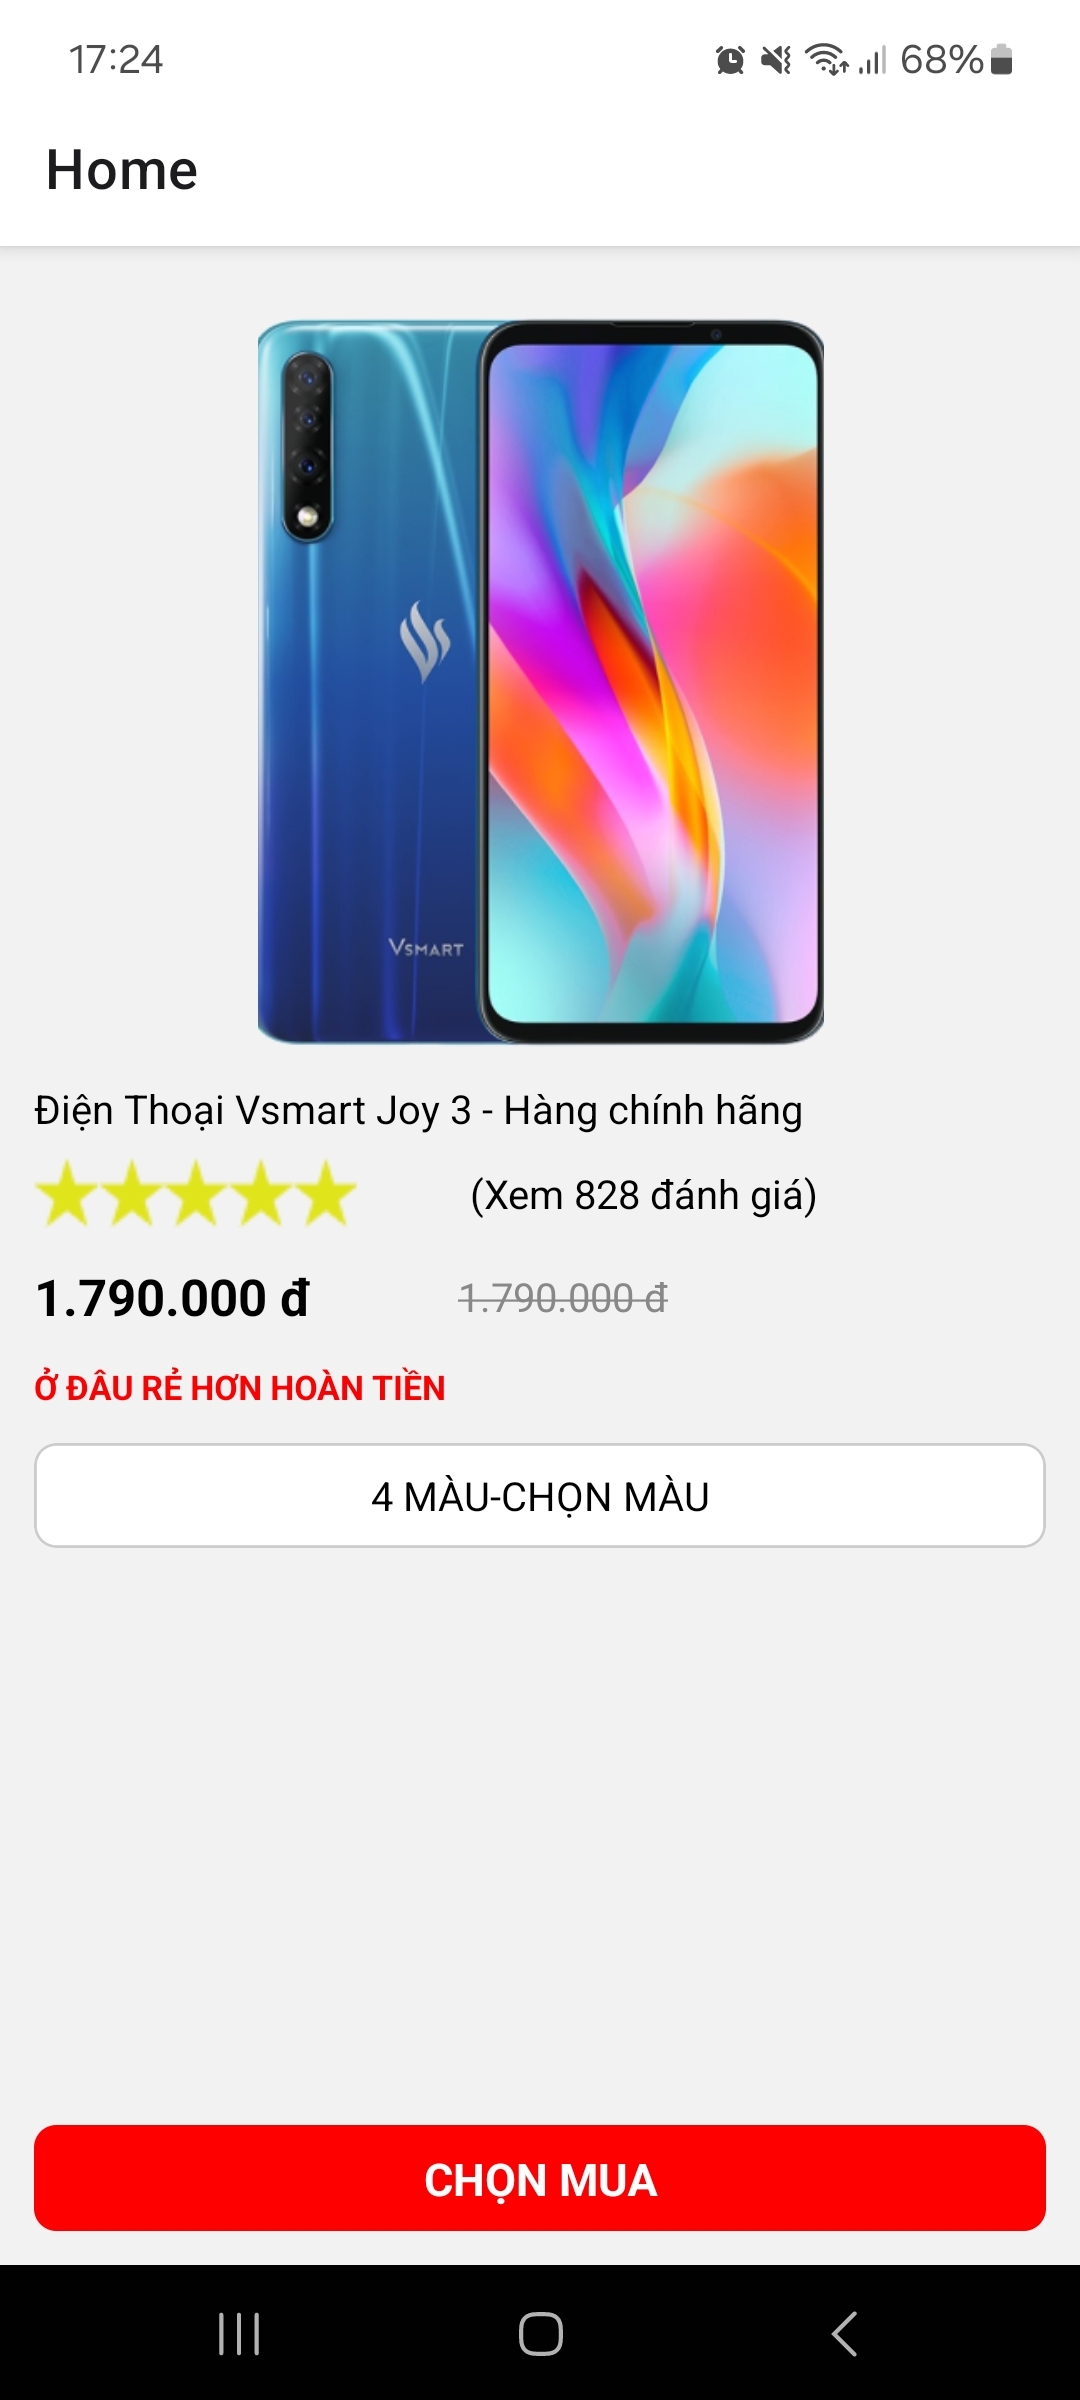 17:24
68%
Home
VSMART
Điện Thoại Vsmart Joy 3 - Hàng chính hãng
(Xem 828 đánh giá)
1.790.000 đ 1.790.000 đ
Ở ĐÂU RẺ HƠN HOÀN TIỀN
4 MÀU-CHỌN MÀU
CHỌN MUA